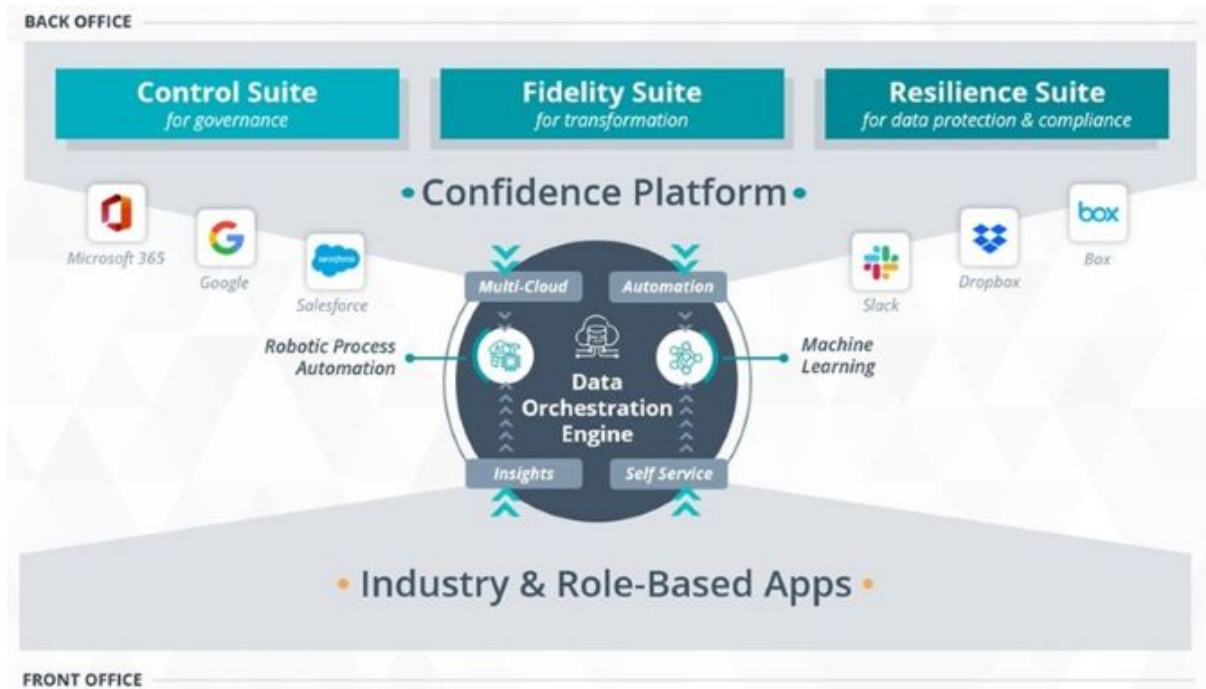 BACK OFFICE
Control Suite
for governance
Fidelity Suite
for transformation
Resilience Suite
for data protection & compliance
Confidence Platform
Microsoft 365
Google
salesforce
Salesforce
Slack
Dropbox
box
Box
Multi-Cloud
Automation
Robotic Process
Automation
Machine
Learning
Data
Orchestration
Engine
Insights
Self Service
Industry & Role-Based Apps
FRONT OFFICE